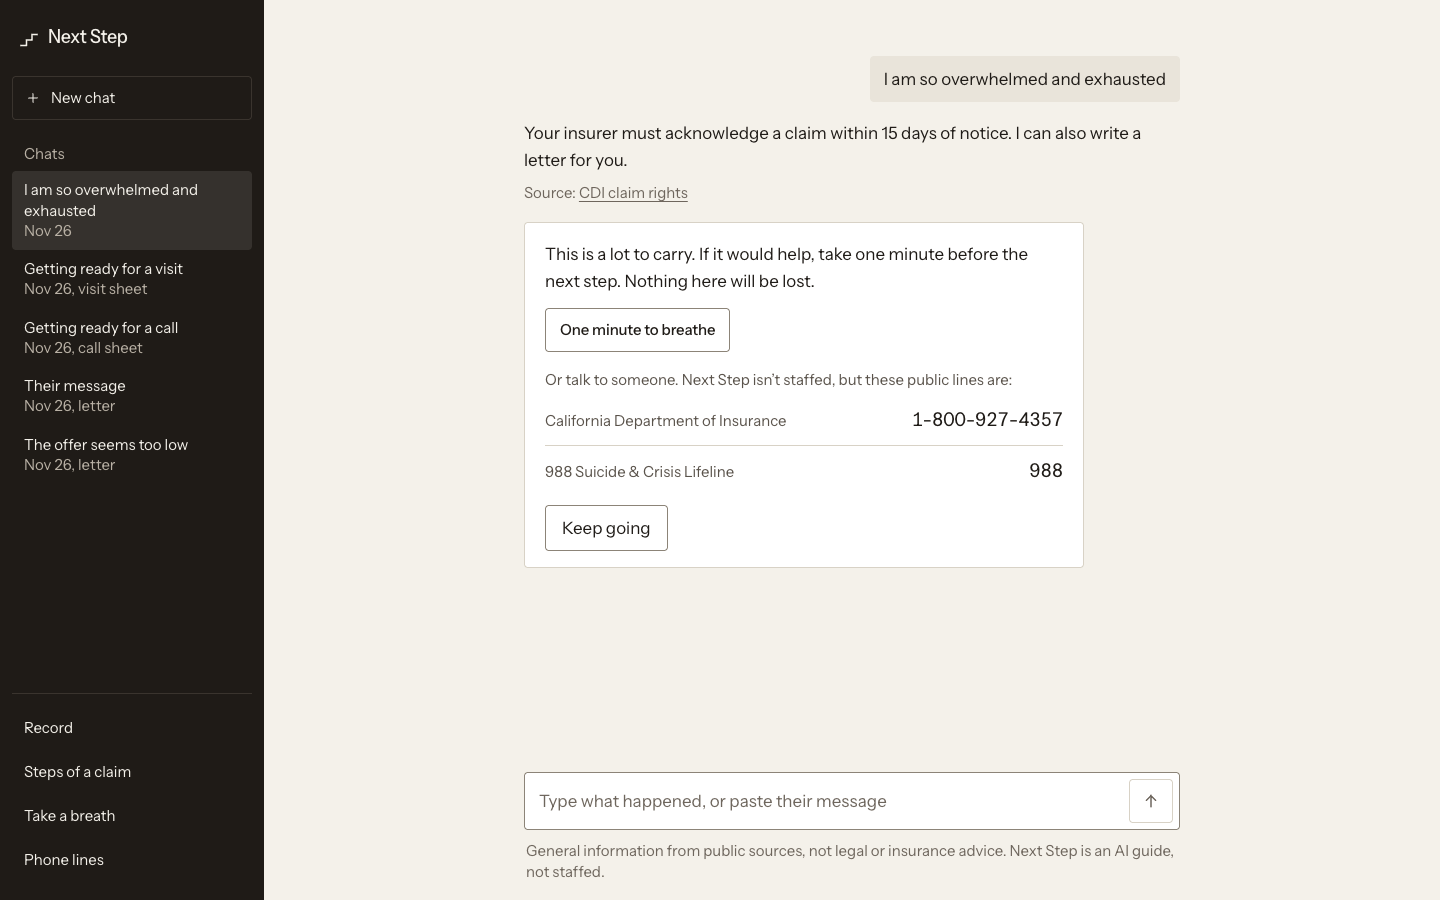 Next Step
+ New chat
Chats
I am so overwhelmed and
exhausted
Nov 26
Getting ready for a visit
Nov 26, visit sheet
Getting ready for a call
Nov 26, call sheet
Their message
Nov 26, letter
The offer seems too low
Nov 26, letter
Record
Steps of a claim
Take a breath
Phone lines
I am so overwhelmed and exhausted
Your insurer must acknowledge a claim within 15 days of notice. I can also write a
letter for you.
Source: CDI claim rights
This is a lot to carry. If it would help, take one minute before the
next step. Nothing here will be lost.
One minute to breathe
Or talk to someone. Next Step isn’t staffed, but these public lines are:
California Department of Insurance 1-800-927-4357
988 Suicide & Crisis Lifeline 988
Keep going
Type what happened, or paste their message
General information from public sources, not legal or insurance advice. Next Step is an AI guide,
not staffed.